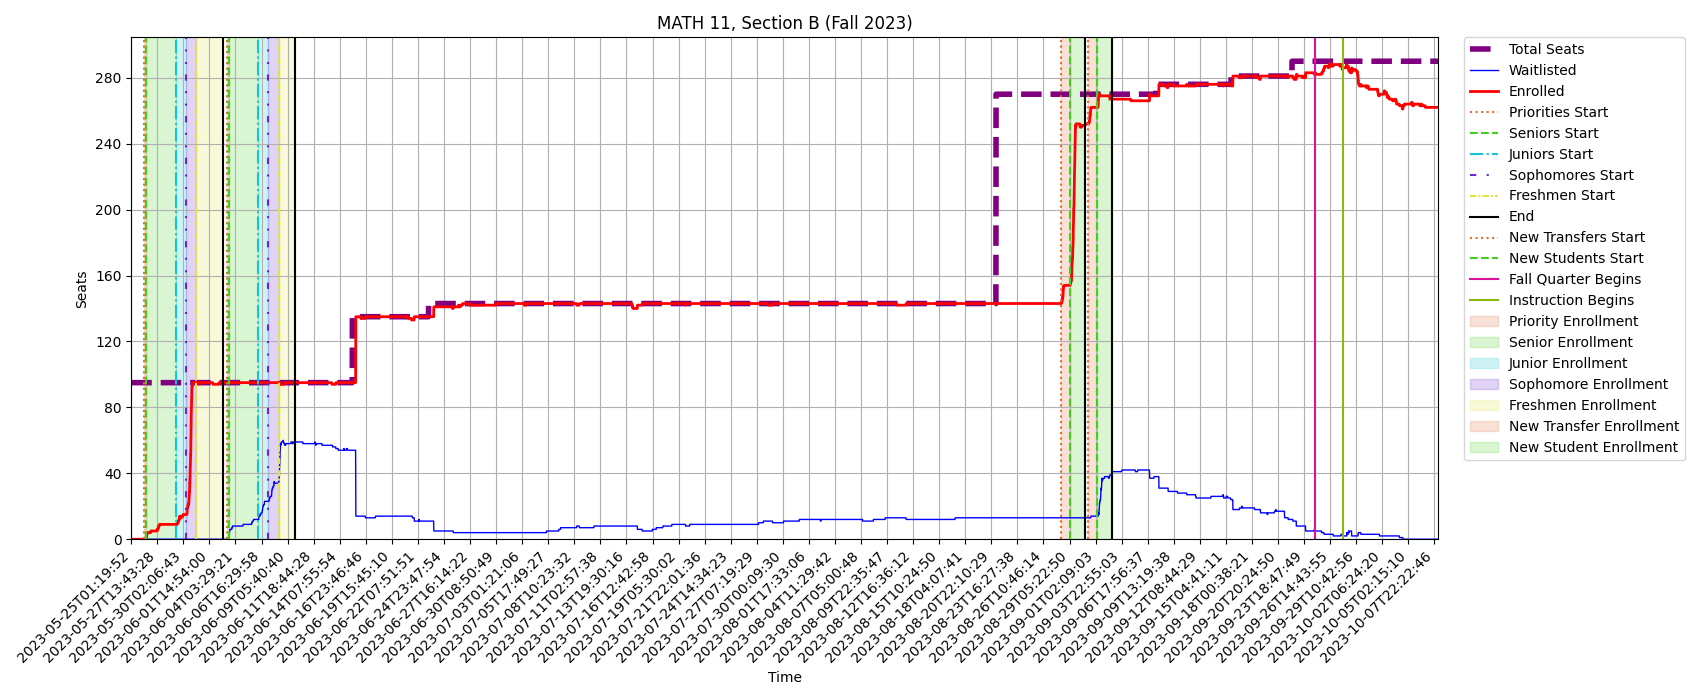 MATH 11, Section B (Fall 2023)
Seats
280
240
200
160
120
80
40
0
2023-05-25T01:19:52
2023-05-27T13:43:28
2023-05-30T02:06:43
2023-06-01T14:54:00
2023-06-04T03:29:21
2023-06-06T16:29:58
2023-06-09T05:40:40
2023-06-11T18:44:28
2023-06-14T07:55:54
2023-06-16T23:46:46
2023-06-19T15:45:10
2023-06-22T07:51:51
2023-06-24T23:47:54
2023-06-27T16:14:22
2023-06-30T08:50:49
2023-07-03T01:21:06
2023-07-05T17:49:27
2023-07-08T10:23:32
2023-07-11T02:57:38
2023-07-13T19:30:16
2023-07-16T12:42:58
2023-07-19T05:30:02
2023-07-21T22:01:36
2023-07-24T14:34:23
2023-07-27T07:19:29
2023-07-30T00:09:30
2023-08-01T17:33:06
2023-08-04T11:29:42
2023-08-07T05:00:48
2023-08-09T22:35:47
2023-08-12T16:36:12
2023-08-15T10:24:50
2023-08-18T04:07:41
2023-08-20T22:10:29
2023-08-23T16:27:38
2023-08-26T10:46:14
2023-08-29T05:22:50
2023-09-01T02:09:03
2023-09-03T22:55:03
2023-09-06T17:56:37
2023-09-09T13:19:38
2023-09-12T08:44:29
2023-09-15T04:41:11
2023-09-18T00:38:21
2023-09-20T20:24:50
2023-09-23T18:47:49
2023-09-26T14:43:55
2023-09-29T10:42:56
2023-10-02T06:24:20
2023-10-05T02:15:10
2023-10-07T22:22:46
Time
Total Seats
Waitlisted
Enrolled
Priorities Start
Seniors Start
Juniors Start
Sophomores Start
Freshmen Start
End
New Transfers Start
New Students Start
Fall Quarter Begins
Instruction Begins
Priority Enrollment
Senior Enrollment
Junior Enrollment
Sophomore Enrollment
Freshmen Enrollment
New Transfer Enrollment
New Student Enrollment